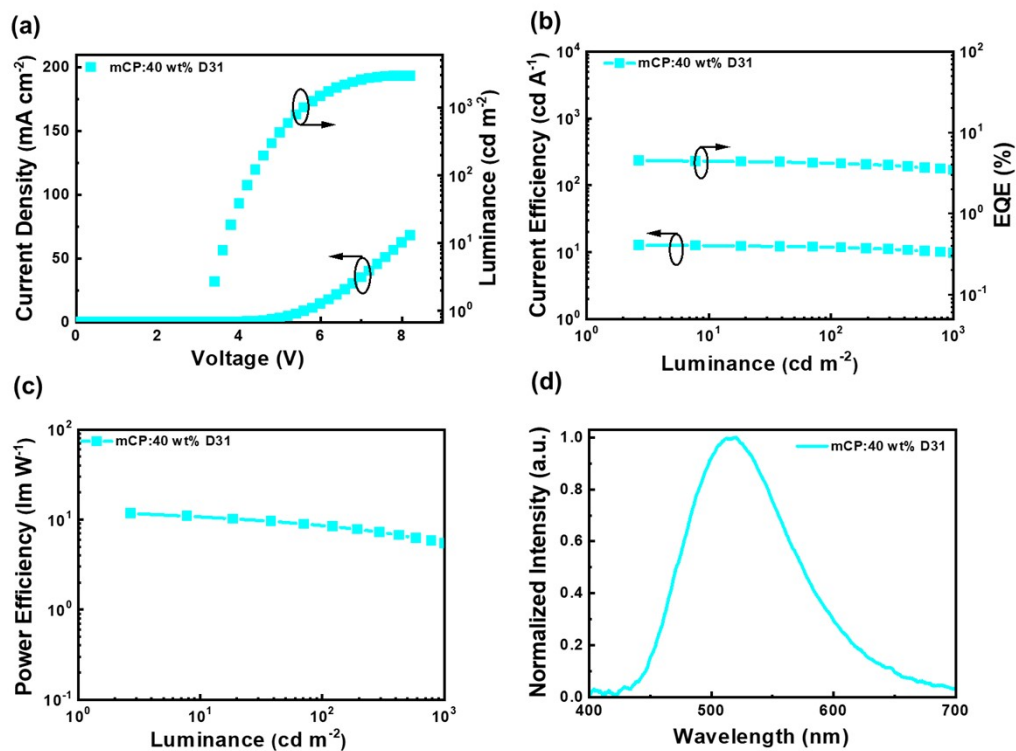 (a)
mCP:40 wt% D31
Current Density (mA cm-2)
200
150
100
50
0
Luminance (cd m-2)
10³
10²
10¹
10⁰
0 2 4 6 8
Voltage (V)
(b)
mCP:40 wt% D31
Current Efficiency (cd A-1)
10⁴
10³
10²
10¹
10⁰
EQE (%)
10²
10¹
10⁰
10-1
10⁰ 10¹ 10² 10³
Luminance (cd m-2)
(c)
mCP:40 wt% D31
Power Efficiency (lm W-1)
10²
10¹
10⁰
10-1
10⁰ 10¹ 10² 10³
Luminance (cd m-2)
(d)
mCP:40 wt% D31
Normalized Intensity (a.u.)
1.0
0.8
0.6
0.4
0.2
0.0
400 500 600 700
Wavelength (nm)